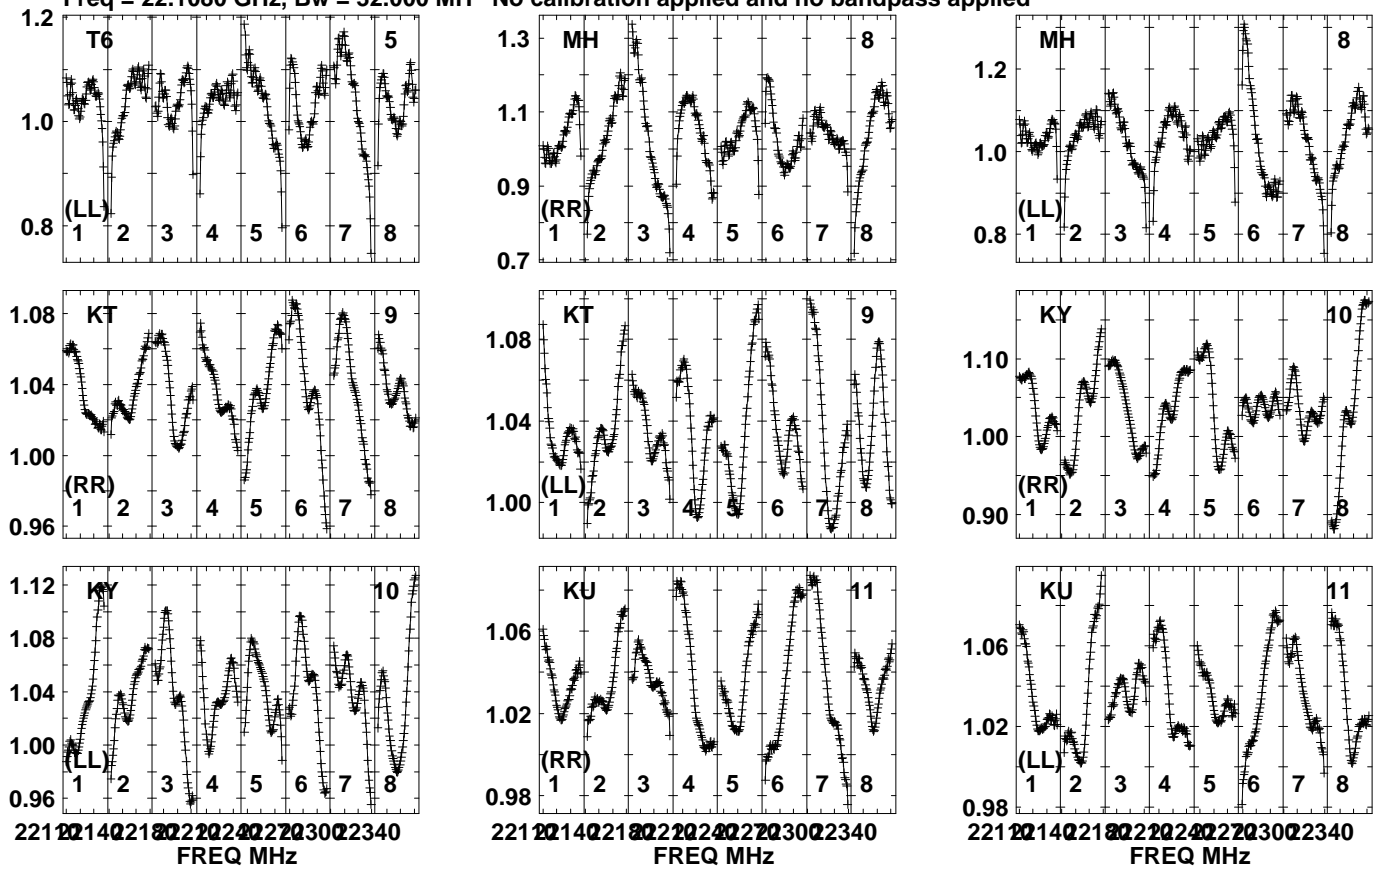 Freq = 22.1080 GHz, Bw = 32.000 MH No calibration applied and no bandpass applied
1.2 T6 5
1.0
0.8
(LL)
1 2 3 4 5 6 7 8
1.3 MH 8
1.1
0.9
0.7
(RR)
1 2 3 4 5 6 7 8
MH 8
1.2
1.0
0.8
(LL)
1 2 3 4 5 6 7 8
1.08 KT 9
1.04
1.00
0.96
(RR)
1 2 3 4 5 6 7 8
KT 9
1.08
1.04
1.00
(LL)
1 2 3 4 5 6 7 8
KY 10
1.10
1.00
0.90
(RR)
1 2 3 4 5 6 7 8
1.12 KY 10
1.08
1.04
1.00
0.96
(LL)
1 2 3 4 5 6 7 8
KU 11
1.06
1.02
0.98
(RR)
1 2 3 4 5 6 7 8
KU 11
1.06
1.02
0.98
(LL)
1 2 3 4 5 6 7 8
22340
22340
22340
FREQ MHz
FREQ MHz
FREQ MHz